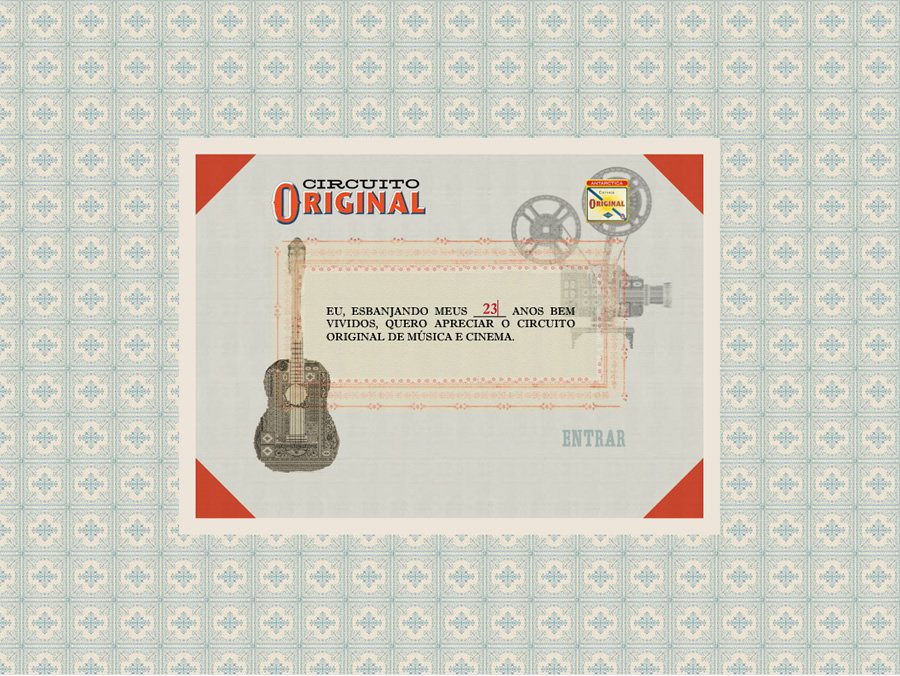 CIRCUITO
ORIGINAL
ANTARCTICA
ORIGINAL
EU, ESBANJANDO MEUS 23 ANOS BEM
VIVIDOS, QUERO APRECIAR O CIRCUITO
ORIGINAL DE MÚSICA E CINEMA.
ENTRAR